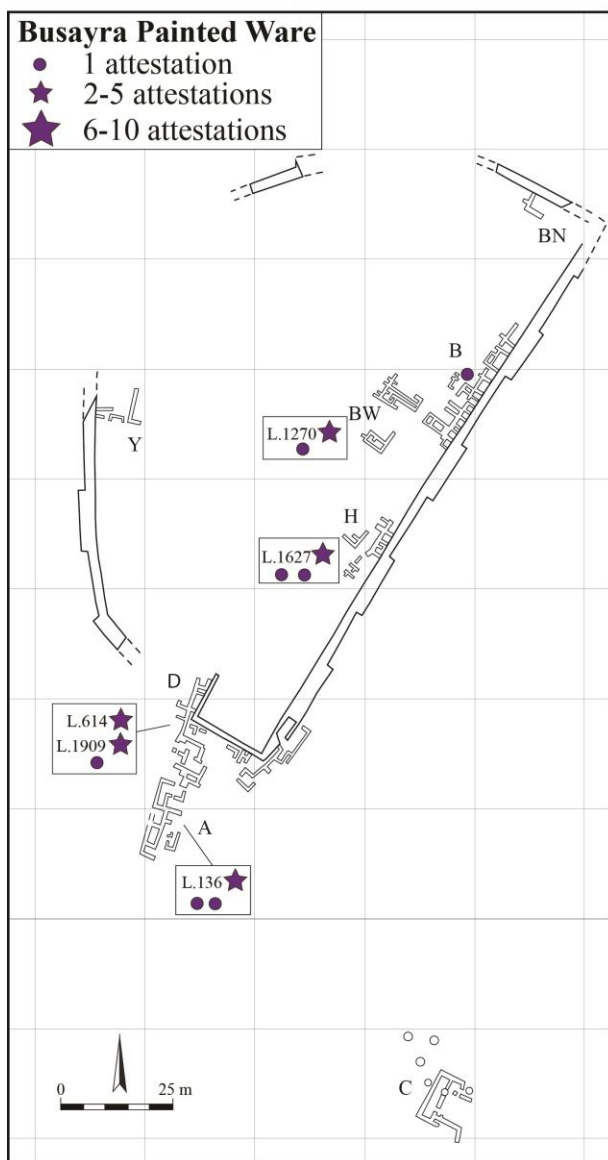 Busayra Painted Ware
1 attestation
2-5 attestations
6-10 attestations
BN
B
BW
L.1270
Y
H
L.1627
D
L.614
L.1909
A
L.136
0 25 m
C